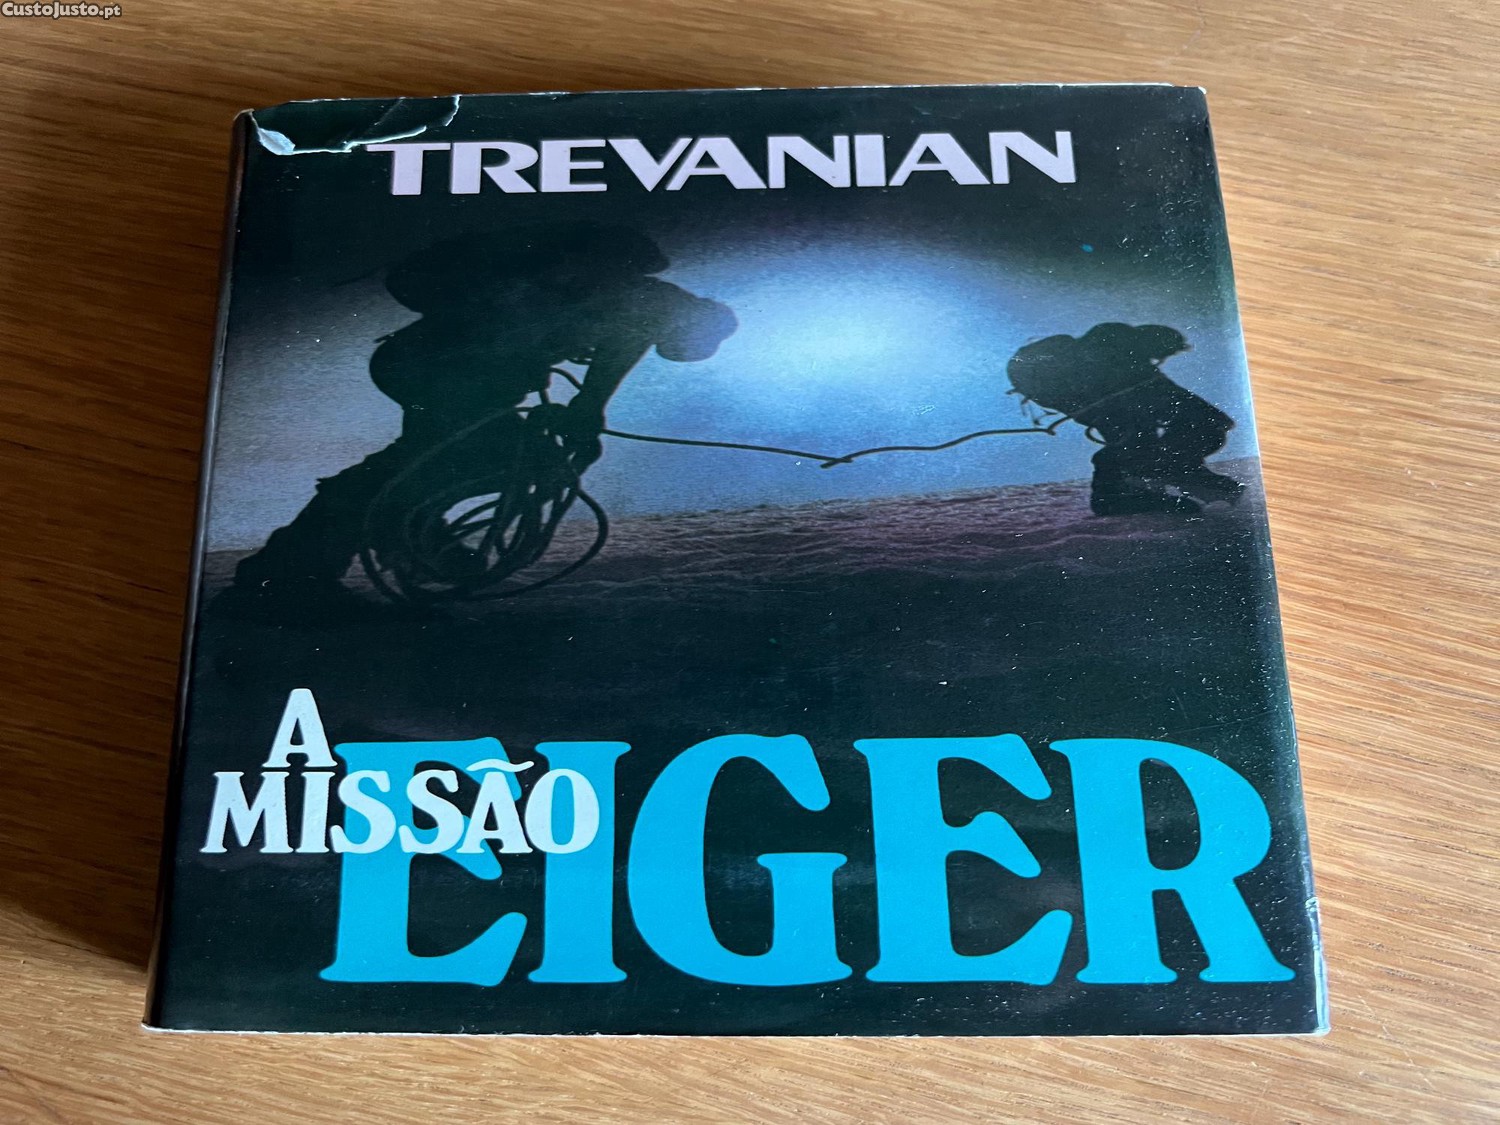 CustoJusto.pt
TREVANIAN
A
MISSÃO
EIGER